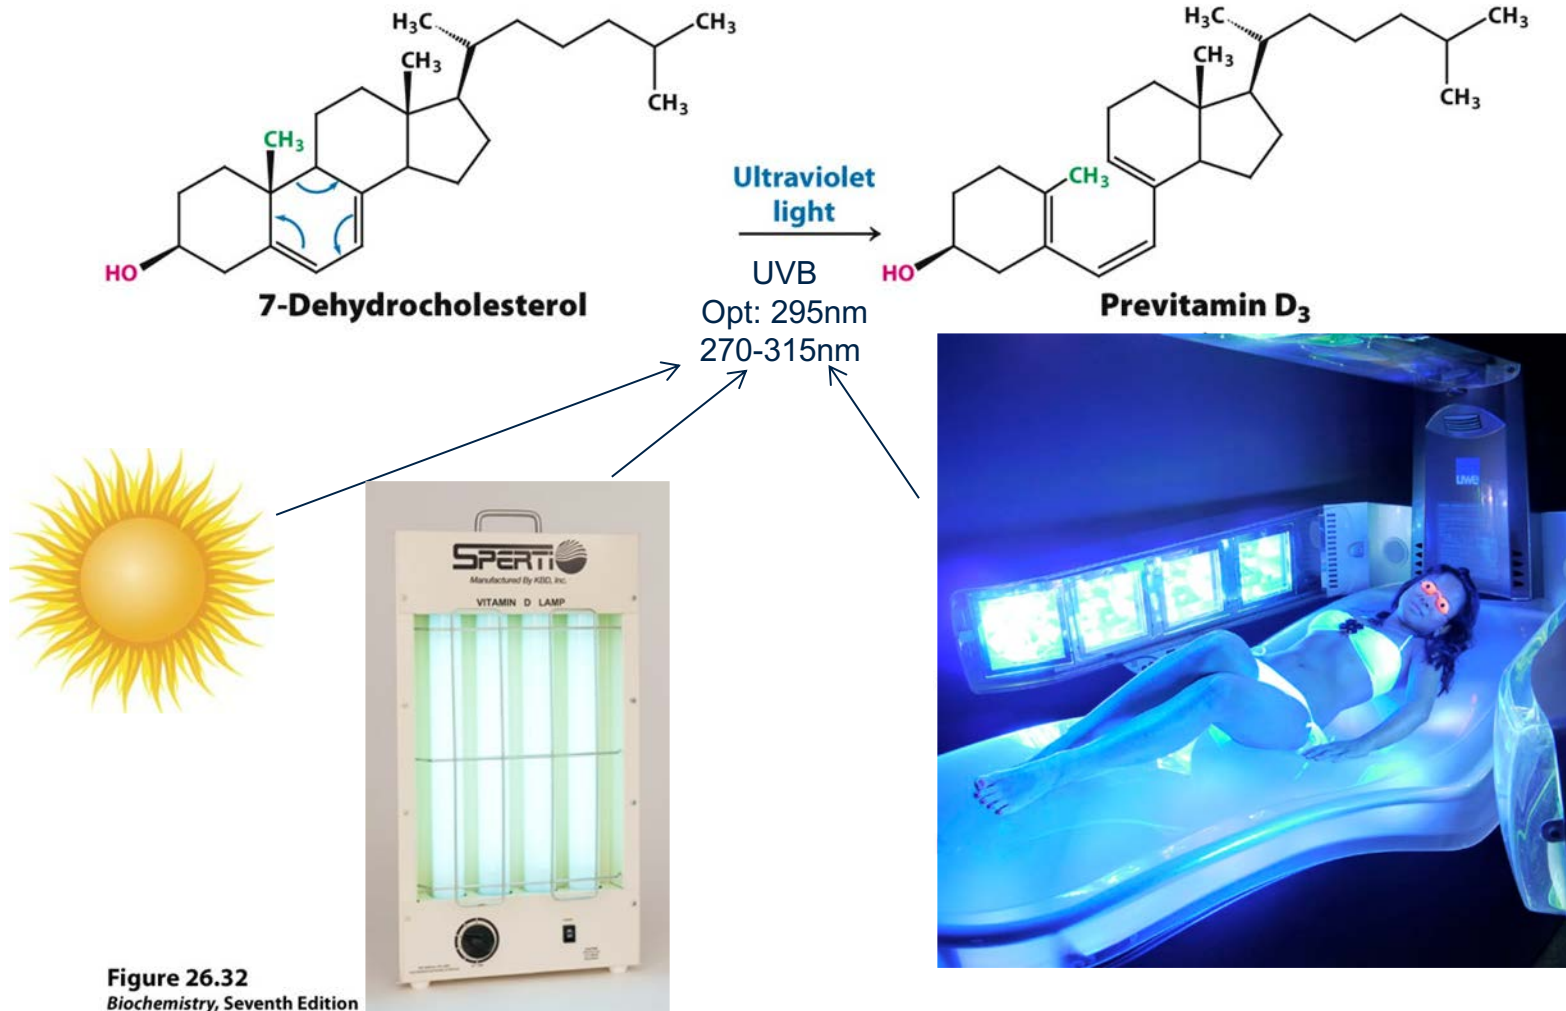 H₃C
CH₃
CH₃
CH₃
CH₃
HO
7-Dehydrocholesterol
Ultraviolet
light
UVB
Opt: 295nm
270-315nm
H₃C
CH₃
CH₃
CH₃
CH₃
HO
Previtamin D₃
SPERTI
Manufactured By KBD, Inc.
VITAMIN D LAMP
uwe
Figure 26.32
Biochemistry, Seventh Edition